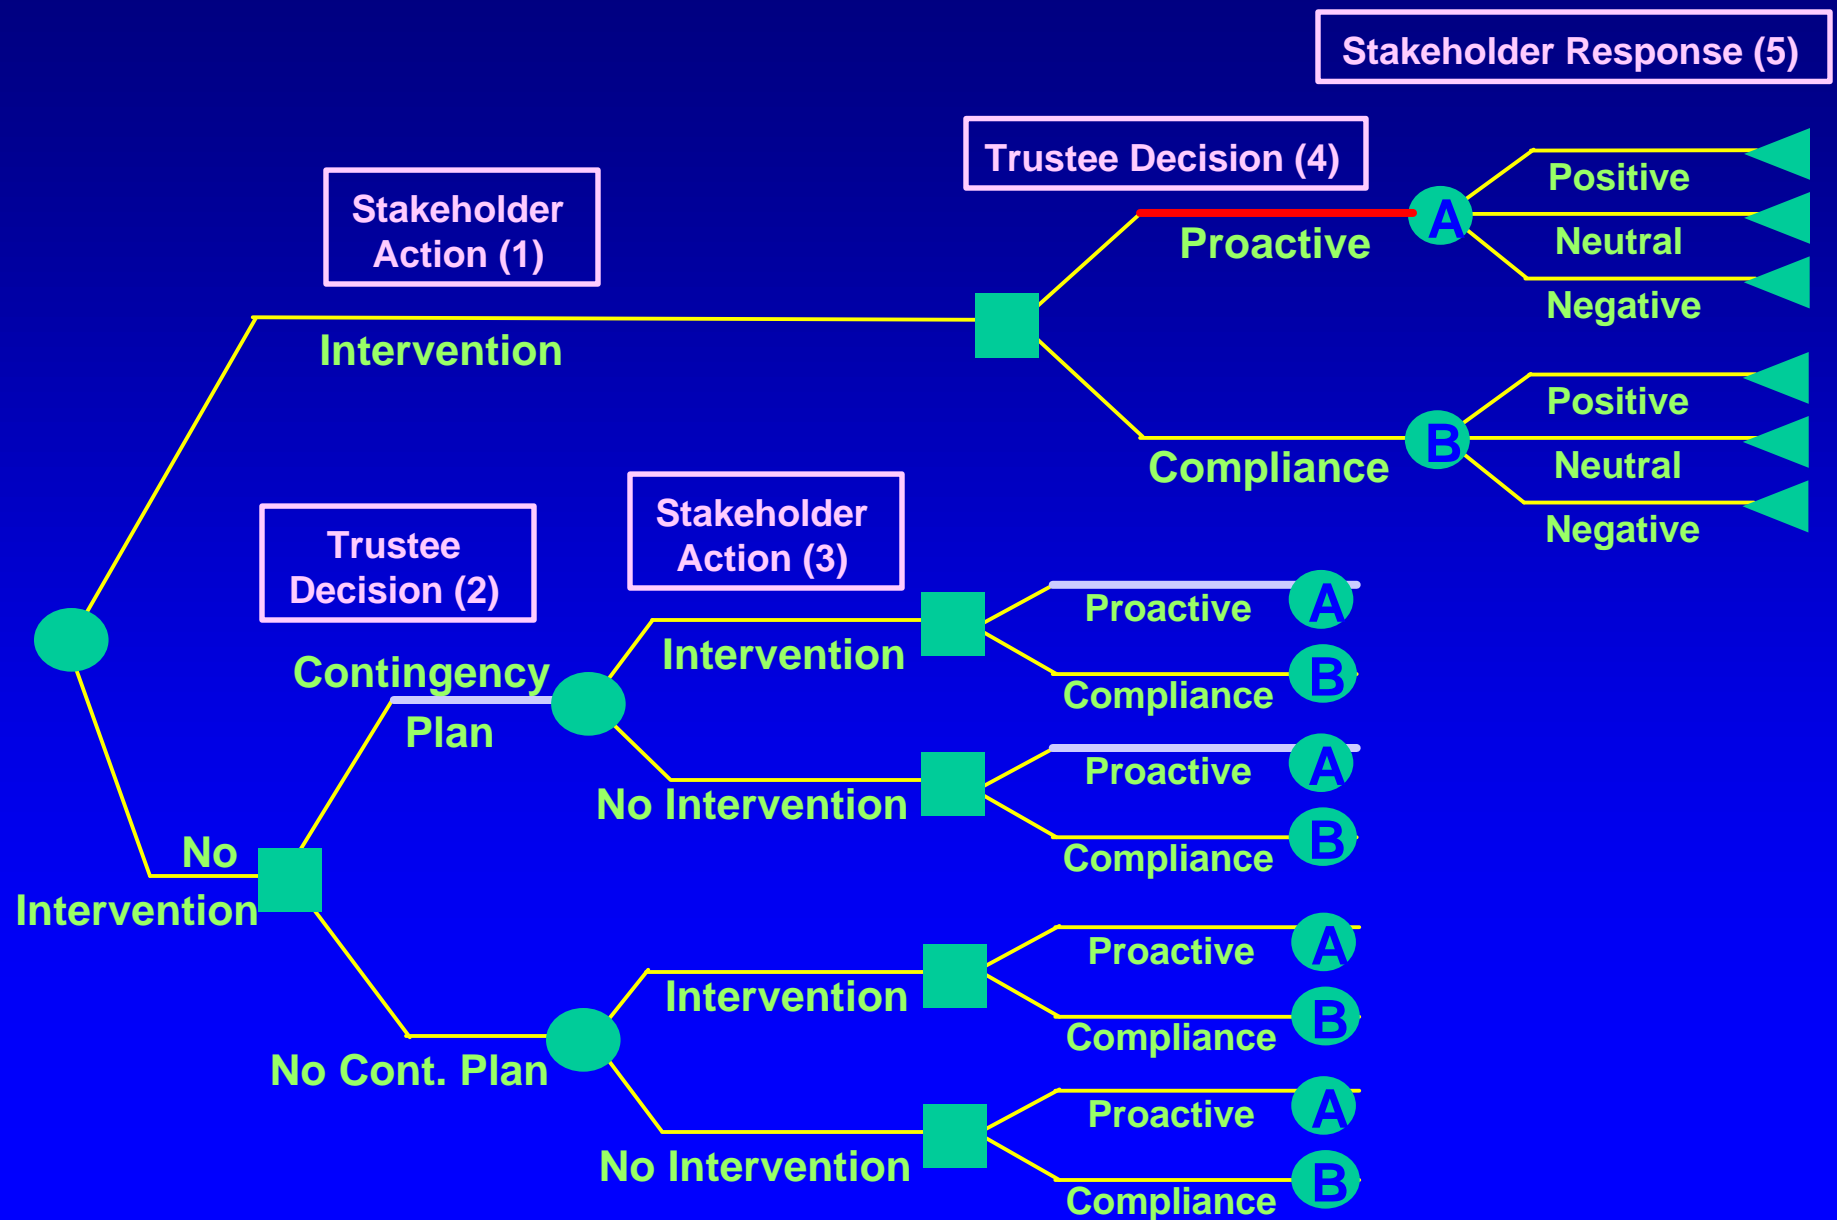 Stakeholder Response (5)
Trustee Decision (4)
Stakeholder
Action (1)
Positive
A
Proactive
Neutral
Negative
Intervention
Positive
B
Compliance
Neutral
Negative
Trustee
Decision (2)
Stakeholder
Action (3)
Contingency
Plan
Intervention
Proactive
A
Compliance
B
No Intervention
Proactive
A
Compliance
B
No
Intervention
No Cont. Plan
Intervention
Proactive
A
Compliance
B
No Intervention
Proactive
A
Compliance
B